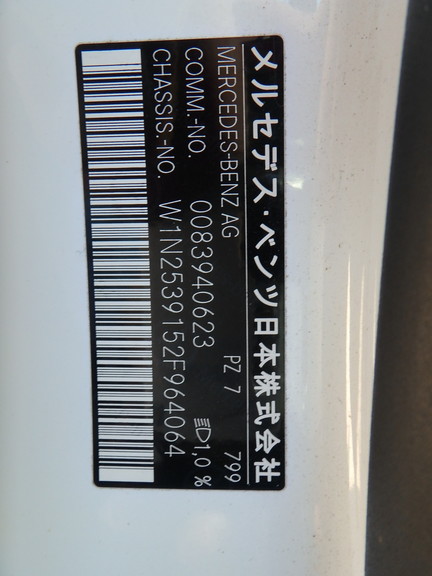 メルセデス・ベンツ日本株式会社
MERCEDES-BENZ AG PZ 7 799
COMM.-NO. 0083940623 1,0 %
CHASSIS.-NO. W1N2539152F964064